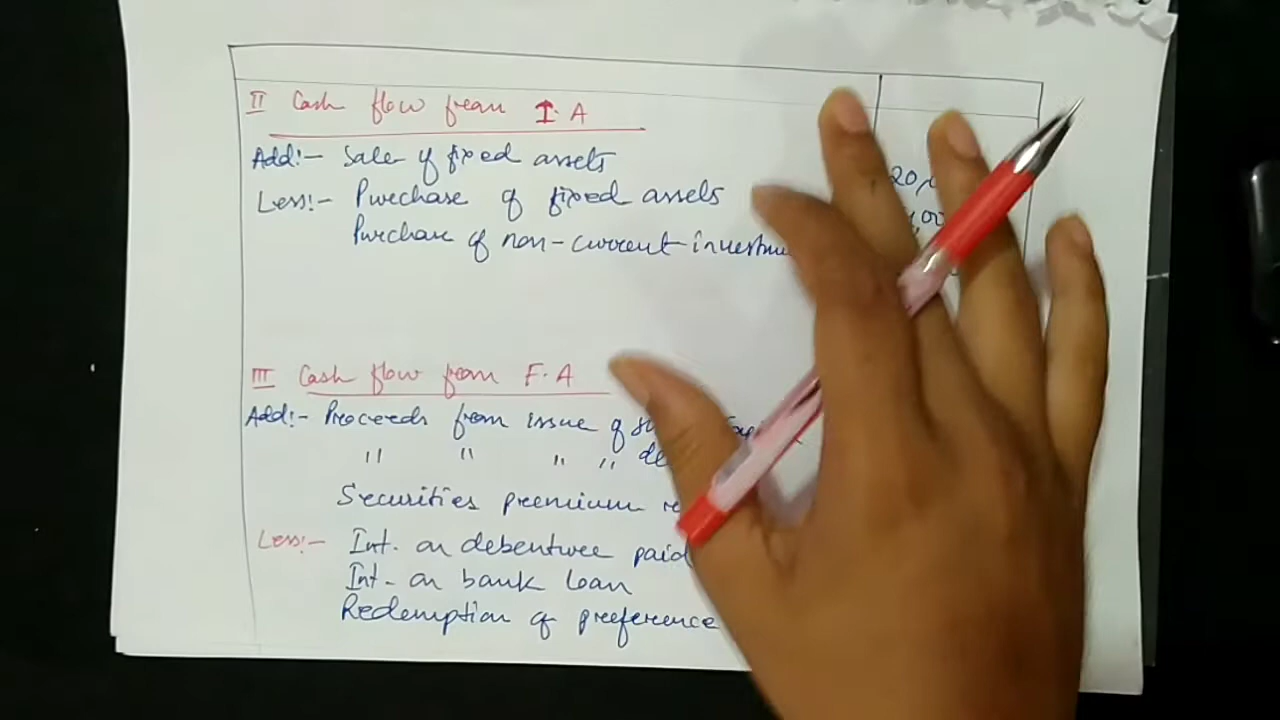 II Cash flow from I.A
Add:- Sale of fixed assets
Less:- Purchase of fixed assets
Purchase of non-current
III Cash flow from F.A
Add:- Proceeds from issue of
" " " "
Securities premium
Less:- Int. on debenture paid
Int- on bank loan
Redemption of preference